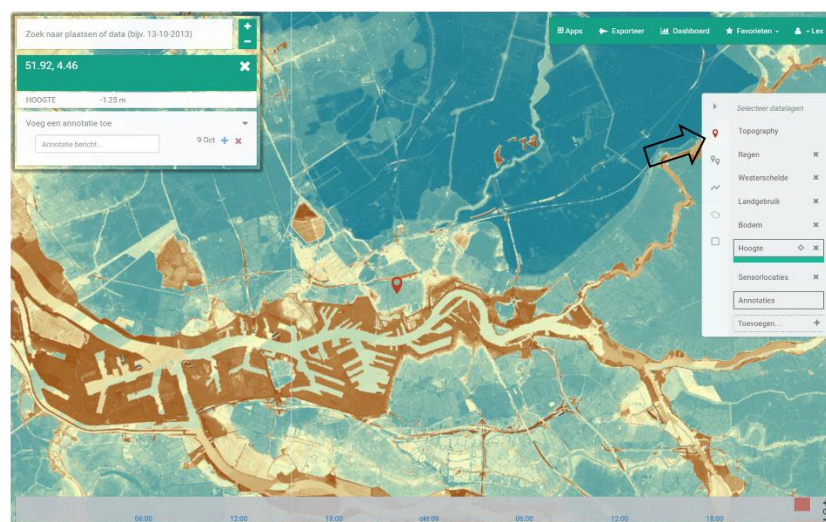 Zoek naar plaatsen of data (bijv. 13-10-2013)
+
−
Apps Exporteer Dashboard Favorieten Lex
51.92, 4.46
HOOGTE -1.25 m
Voeg een annotatie toe
Annotatie bericht...
9 Oct
Selecteer datalagen
Topography
Regen
Westerschelde
Landgebruik
Bodem
Hoogte
Sensorlocaties
Annotaties
Toevoegen... +
06:00 12:00 18:00 okt 09 06:00 12:00 18:00